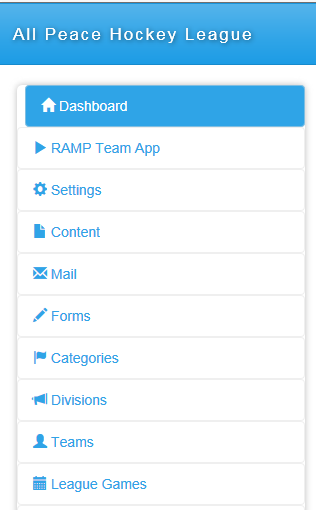 All Peace Hockey League
Dashboard
RAMP Team App
Settings
Content
Mail
Forms
Categories
Divisions
Teams
League Games